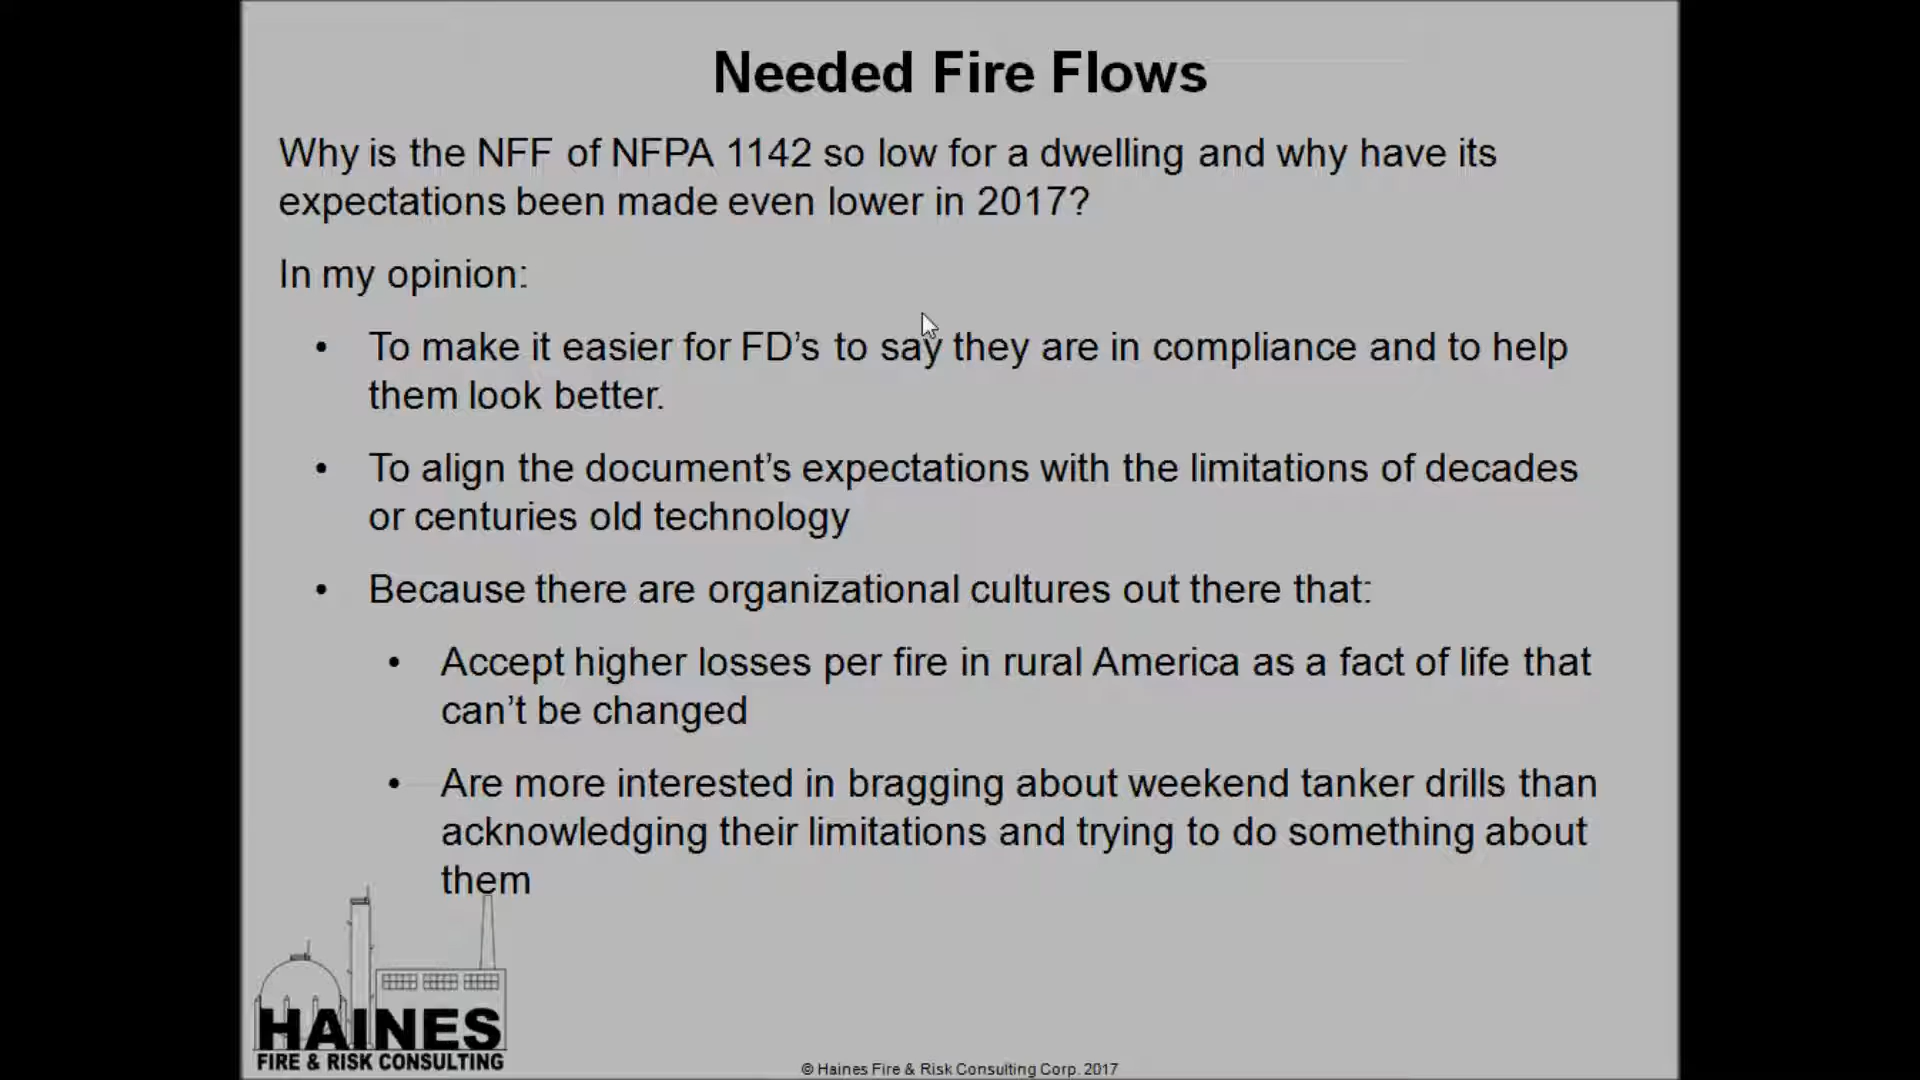 Needed Fire Flows
Why is the NFF of NFPA 1142 so low for a dwelling and why have its
expectations been made even lower in 2017?
In my opinion:
• To make it easier for FD’s to say they are in compliance and to help
them look better.
• To align the document’s expectations with the limitations of decades
or centuries old technology
• Because there are organizational cultures out there that:
• Accept higher losses per fire in rural America as a fact of life that
can’t be changed
• Are more interested in bragging about weekend tanker drills than
acknowledging their limitations and trying to do something about
them
HAINES
FIRE & RISK CONSULTING
© Haines Fire & Risk Consulting Corp. 2017